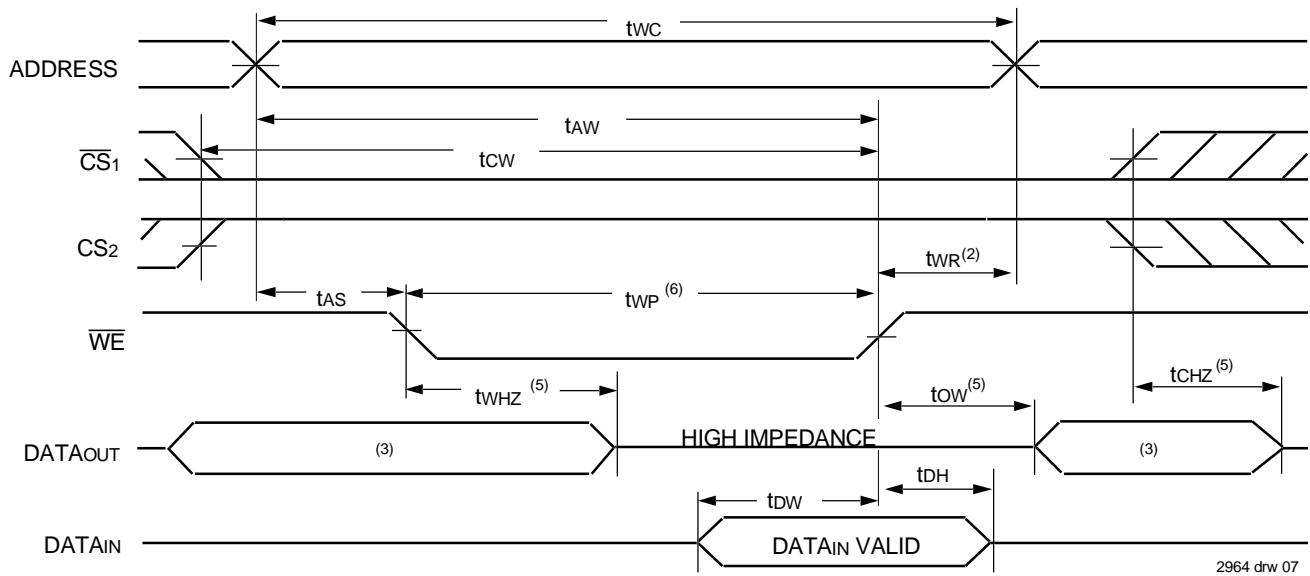 tWC
ADDRESS
tAW
CS1
tCW
CS2
tWR(2)
tAS
tWP (6)
WE
tWHZ (5)
tOW(5)
tCHZ(5)
DATAOUT
(3)
HIGH IMPEDANCE
(3)
tDW
tDH
DATAIN
DATAIN VALID
2964 drw 07